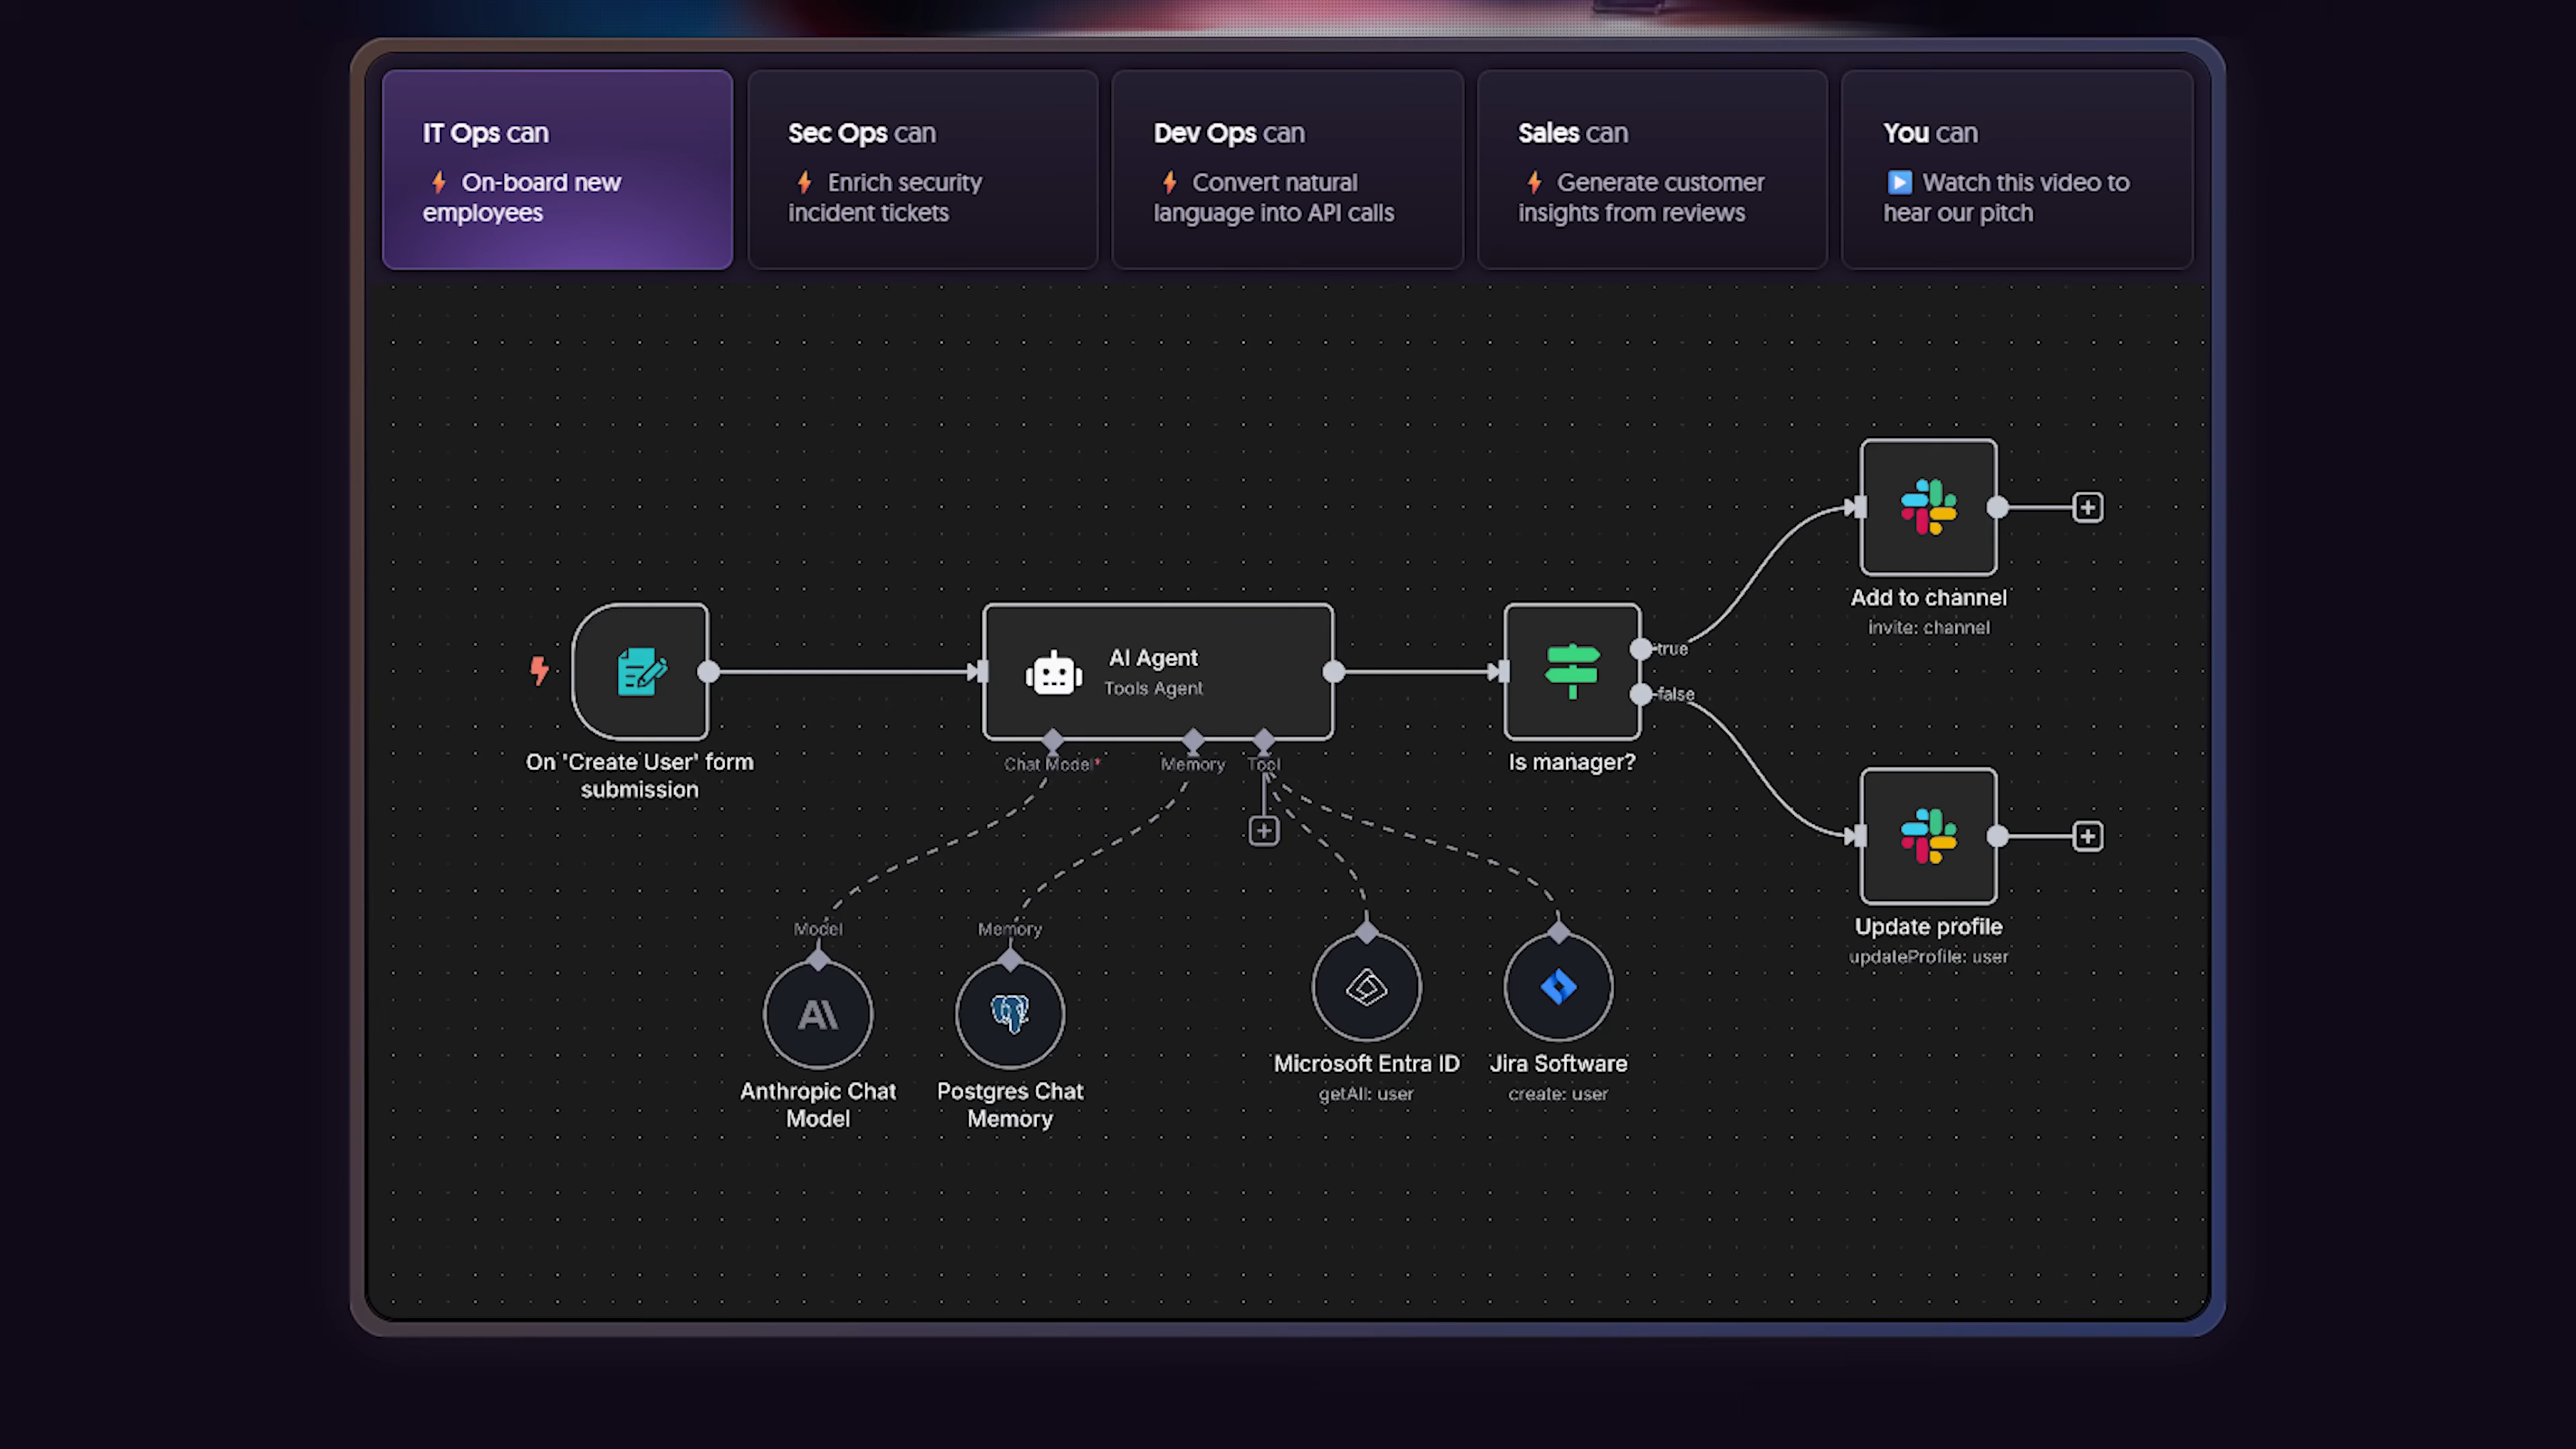 IT Ops can
On-board new
employees
Sec Ops can
Enrich security
incident tickets
Dev Ops can
Convert natural
language into API calls
Sales can
Generate customer
insights from reviews
You can
Watch this video to
hear our pitch
On 'Create User' form
submission
AI Agent
Tools Agent
Chat Model*
Memory
Tool
Is manager?
true
false
Add to channel
invite: channel
Update profile
updateProfile: user
Model
Anthropic Chat
Model
Memory
Postgres Chat
Memory
Microsoft Entra ID
getAll: user
Jira Software
create: user